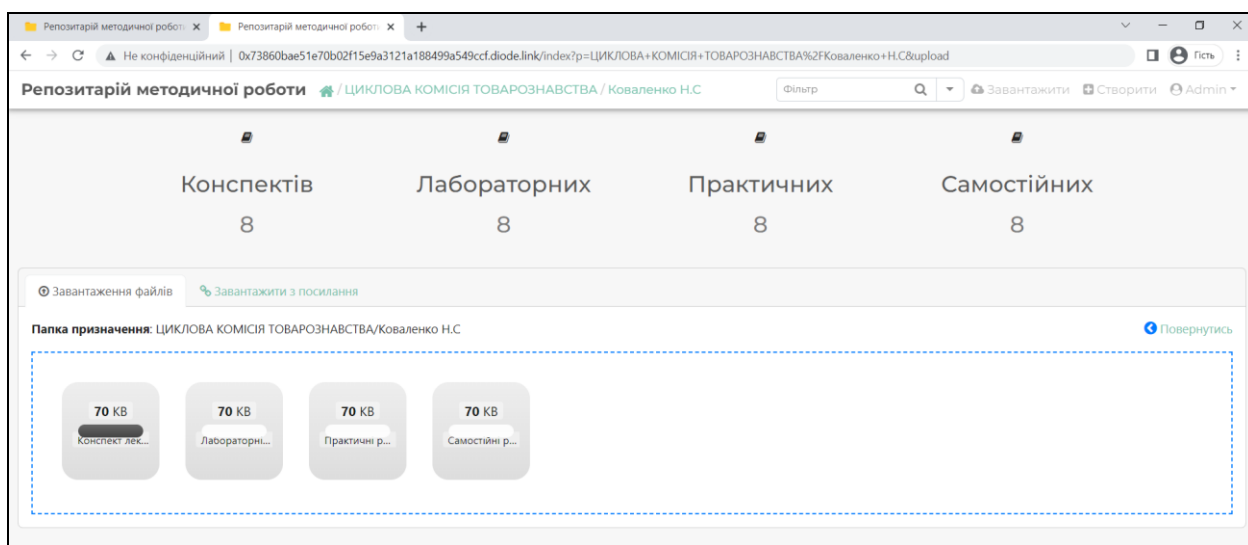 Репозитарій методичної робот Репозитарій методичної робот
Не конфіденційний | 0x73860bae51e70b02f15e9a3121a188499a549ccf.diode.link/index?p=ЦИКЛОВА+КОМІСІЯ+ТОВАРОЗНАВСТВА%2FКоваленко+Н.С&upload Гість
Репозитарій методичної роботи / ЦИКЛОВА КОМІСІЯ ТОВАРОЗНАВСТВА / Коваленко Н.С Фільтр Завантажити Створити Admin
Конспектів Лабораторних Практичних Самостійних
8 8 8 8
Завантаження файлів Завантажити з посилання
Папка призначення: ЦИКЛОВА КОМІСІЯ ТОВАРОЗНАВСТВА/Коваленко Н.С Повернутись
70 KB 70 KB 70 KB 70 KB
Конспект лек... Лабораторні... Практичні р... Самостійні р...